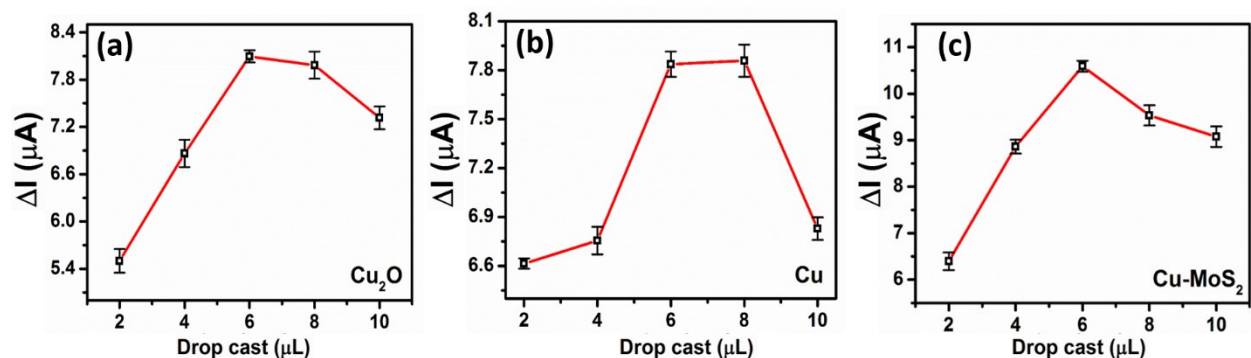 (a)
ΔI (μA)
8.4
7.8
7.2
6.6
6.0
5.4
2 4 6 8 10
Drop cast (μL)
Cu₂O
(b)
ΔI (μA)
8.1
7.8
7.5
7.2
6.9
6.6
2 4 6 8 10
Drop cast (μL)
Cu
(c)
ΔI (μA)
11
10
9
8
7
6
2 4 6 8 10
Drop cast (μL)
Cu-MoS₂